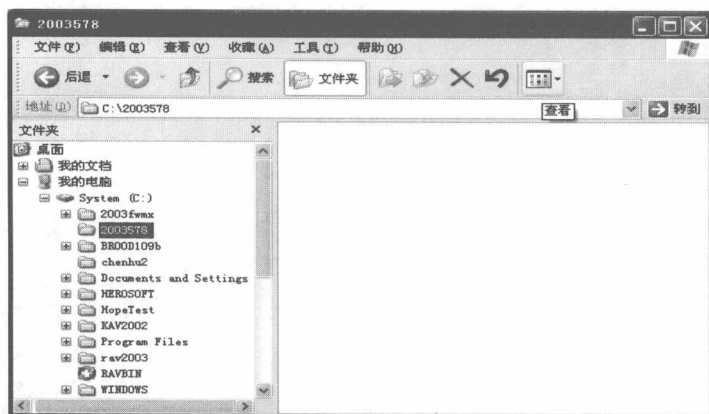 2003578
文件(F) 编辑(E) 查看(V) 收藏(A) 工具(T) 帮助(H)
后退 搜索 文件夹
地址(D) C:\2003578 转到
查看
文件夹
桌面
我的文档
我的电脑
System (C:)
2003fwmx
2003578
BROOD109b
chenhu2
Documents and Settings
HEROSOFT
HopeTest
KAV2002
Program Files
rav2003
RAVBIN
WINDOWS